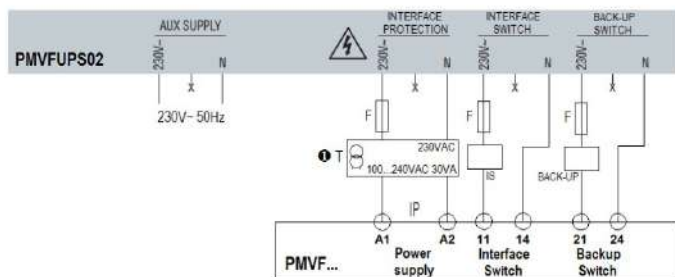 AUX SUPPLY
INTERFACE
PROTECTION
INTERFACE
SWITCH
BACK-UP
SWITCH
PMVFUPS02
230V~
N
230V~
N
230V~
N
230V~
N
x
x
x
x
230V~ 50Hz
F
F
F
❶ T
230VAC
100...240VAC 30VA
IS
BACK-UP
IP
A1
A2
11
14
21
24
PMVF...
Power
supply
Interface
Switch
Backup
Switch